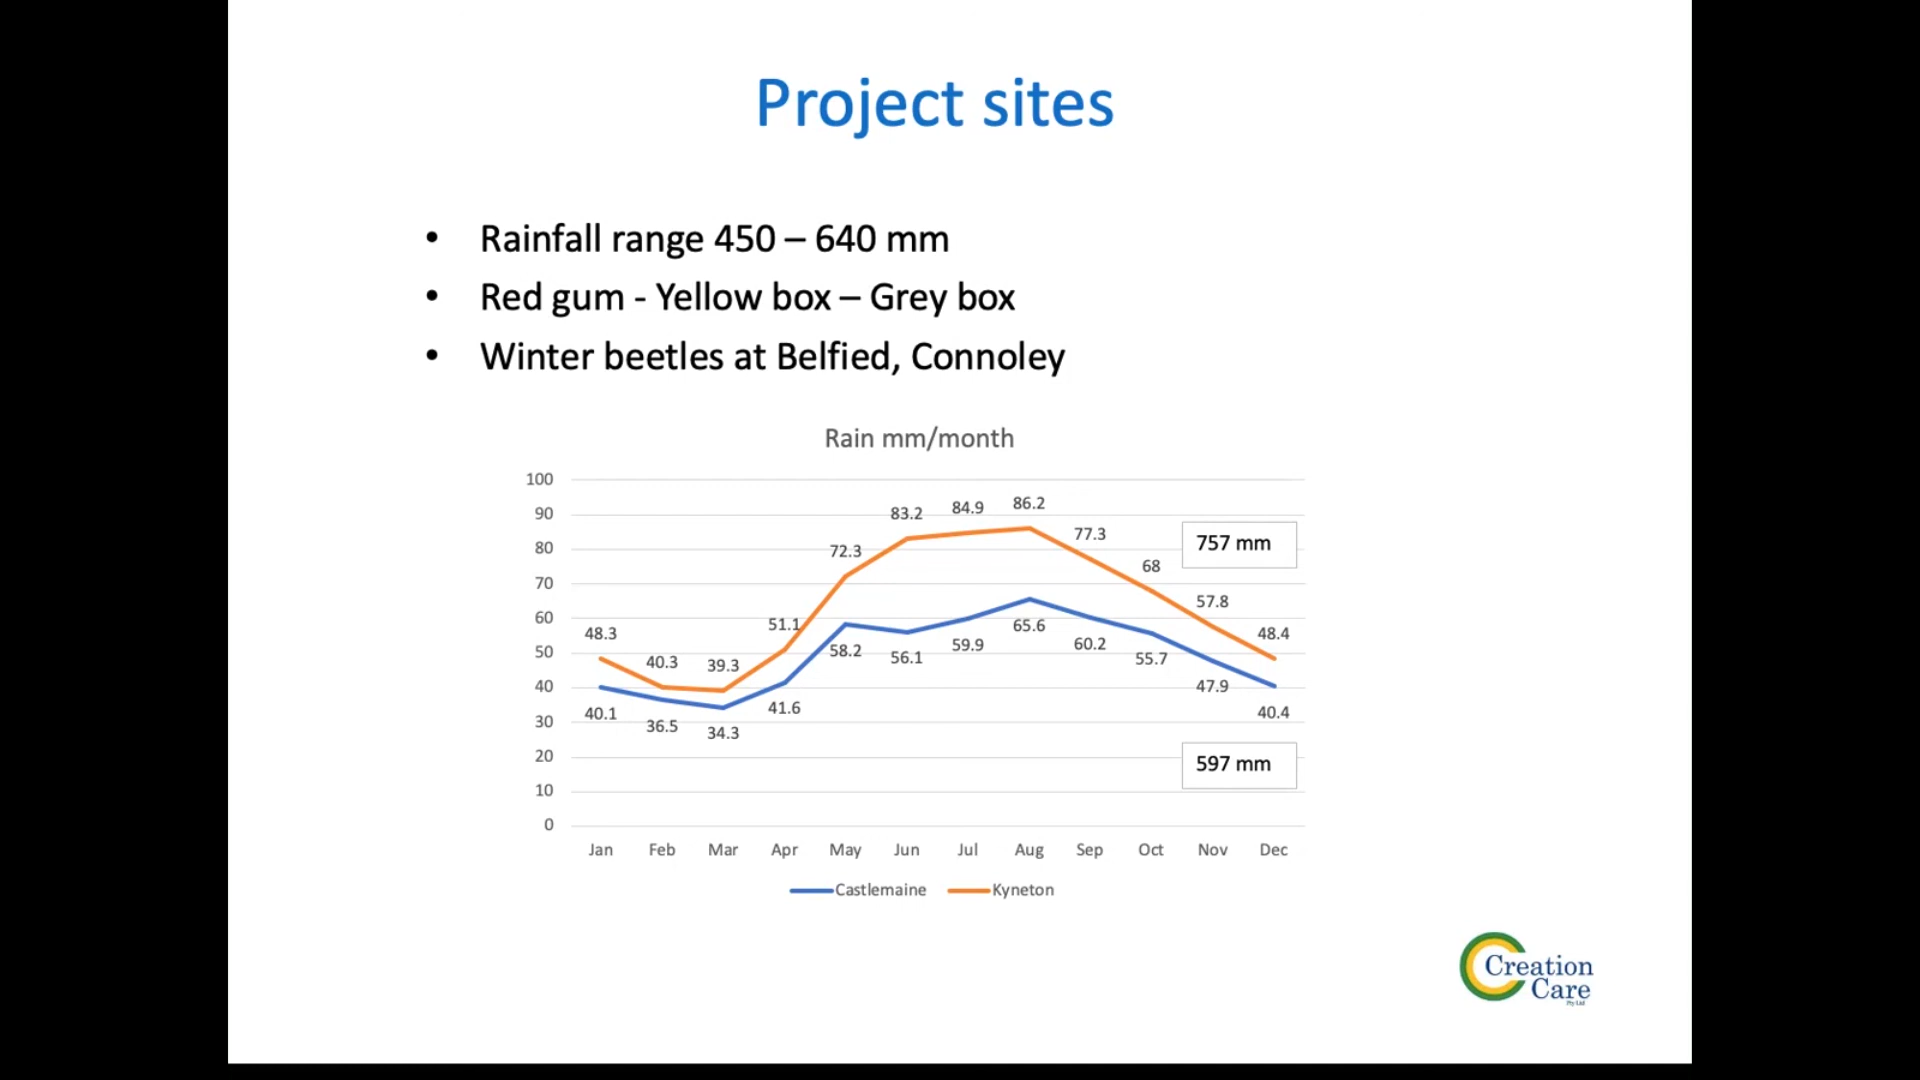 Project sites
• Rainfall range 450 – 640 mm
• Red gum - Yellow box – Grey box
• Winter beetles at Belfied, Connoley
Rain mm/month
100
90
80
70
60
50
40
30
20
10
0
48.3 40.3 39.3 51.1 72.3 83.2 84.9 86.2 77.3 68 57.8 48.4
757 mm
40.1 36.5 34.3 41.6 58.2 56.1 59.9 65.6 60.2 55.7 47.9 40.4
597 mm
Jan Feb Mar Apr May Jun Jul Aug Sep Oct Nov Dec
Castlemaine Kyneton
Creation
Care
Pty Ltd